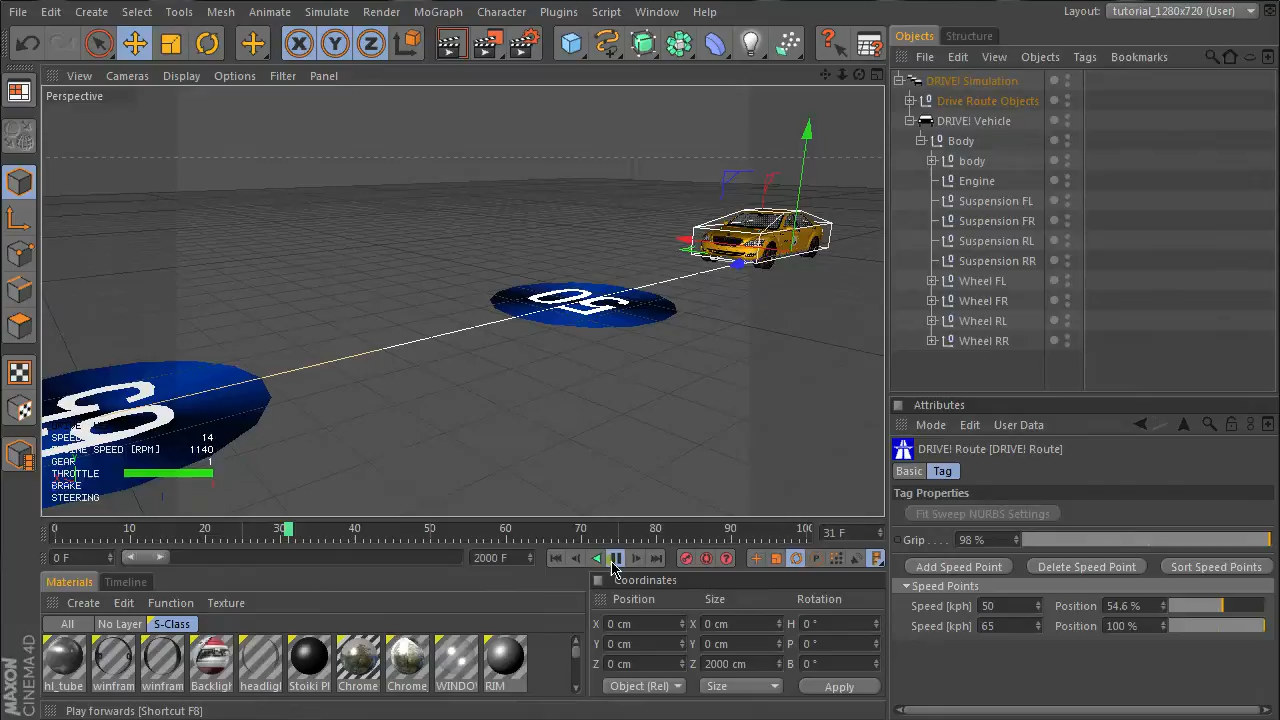 File Edit Create Select Tools Mesh Animate Simulate Render MoGraph Character Plugins Script Window Help
Layout: tutorial_1280x720 (User)
X Y Z
Objects Structure
File Edit View Objects Tags Bookmarks
View Cameras Display Options Filter Panel
Perspective
DRIVE! Simulation
Drive Route Objects
DRIVE! Vehicle
Body
body
Engine
Suspension FL
Suspension FR
Suspension RL
Suspension RR
Wheel FL
Wheel FR
Wheel RL
Wheel RR
50
SPEED 14
ENGINE SPEED [RPM] 1140
GEAR 1
THROTTLE
BRAKE
STEERING
0 10 20 30 40 50 60 70 80 90 100 31 F
0 F 2000 F
P
Attributes
Mode Edit User Data
DRIVE! Route [DRIVE! Route]
Basic Tag
Tag Properties
Fit Sweep NURBS Settings
Grip . . . . 98 %
Add Speed Point Delete Speed Point Sort Speed Points
Speed Points
Speed [kph] 50 Position 54.6 %
Speed [kph] 65 Position 100 %
Materials Timeline
Create Edit Function Texture
All No Layer S-Class
hl_tube winfram winfram Backligh headligh Stoiki Pl Chrome Chrome WINDO RIM
Coordinates
Position Size Rotation
X 0 cm X 0 cm H 0 °
Y 0 cm Y 0 cm P 0 °
Z 0 cm Z 2000 cm B 0 °
Object (Rel) Size Apply
MAXON
CINEMA 4D
Play forwards [Shortcut F8]